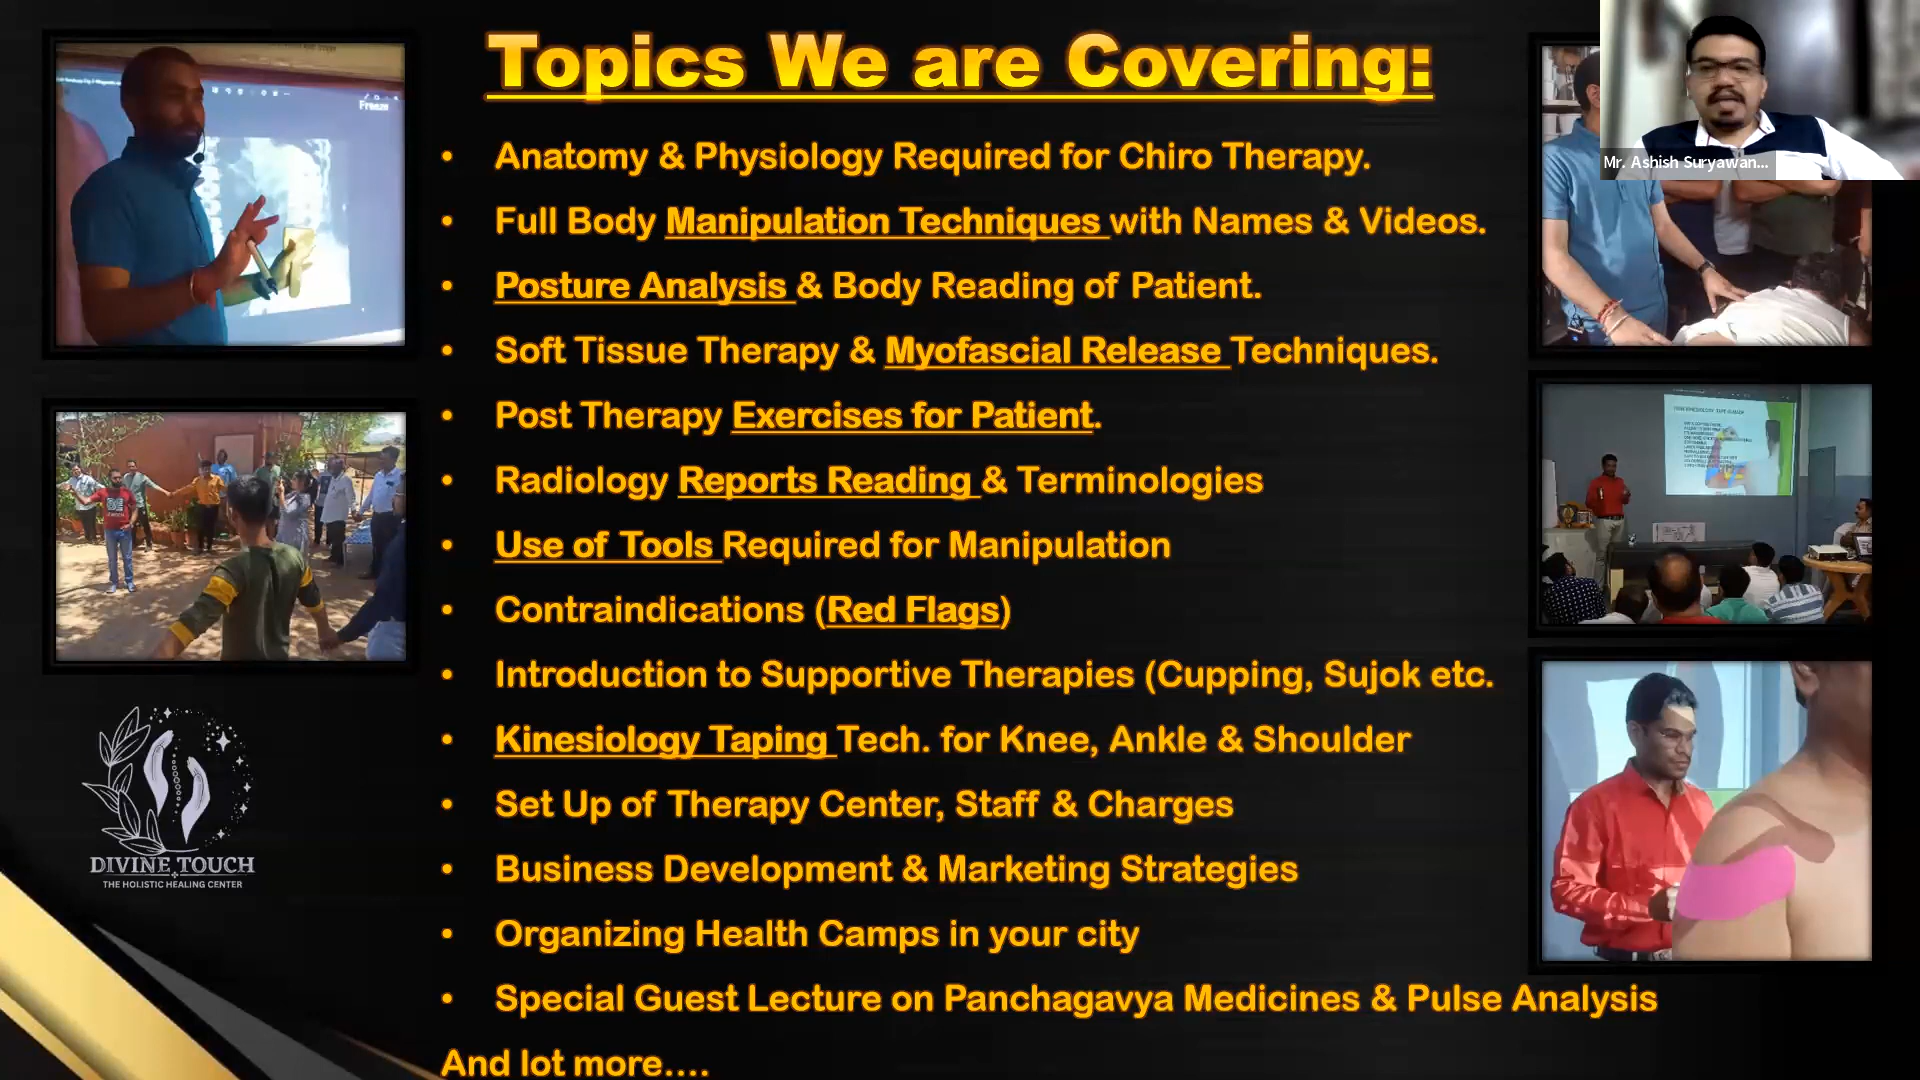 Topics We are Covering:
Freeze
Mr. Ashish Suryawan...
• Anatomy & Physiology Required for Chiro Therapy.
• Full Body Manipulation Techniques with Names & Videos.
• Posture Analysis & Body Reading of Patient.
• Soft Tissue Therapy & Myofascial Release Techniques.
• Post Therapy Exercises for Patient.
• Radiology Reports Reading & Terminologies
• Use of Tools Required for Manipulation
• Contraindications (Red Flags)
• Introduction to Supportive Therapies (Cupping, Sujok etc.
• Kinesiology Taping Tech. for Knee, Ankle & Shoulder
• Set Up of Therapy Center, Staff & Charges
• Business Development & Marketing Strategies
• Organizing Health Camps in your city
• Special Guest Lecture on Panchagavya Medicines & Pulse Analysis
And lot more....
DIVINE TOUCH
THE HOLISTIC HEALING CENTER